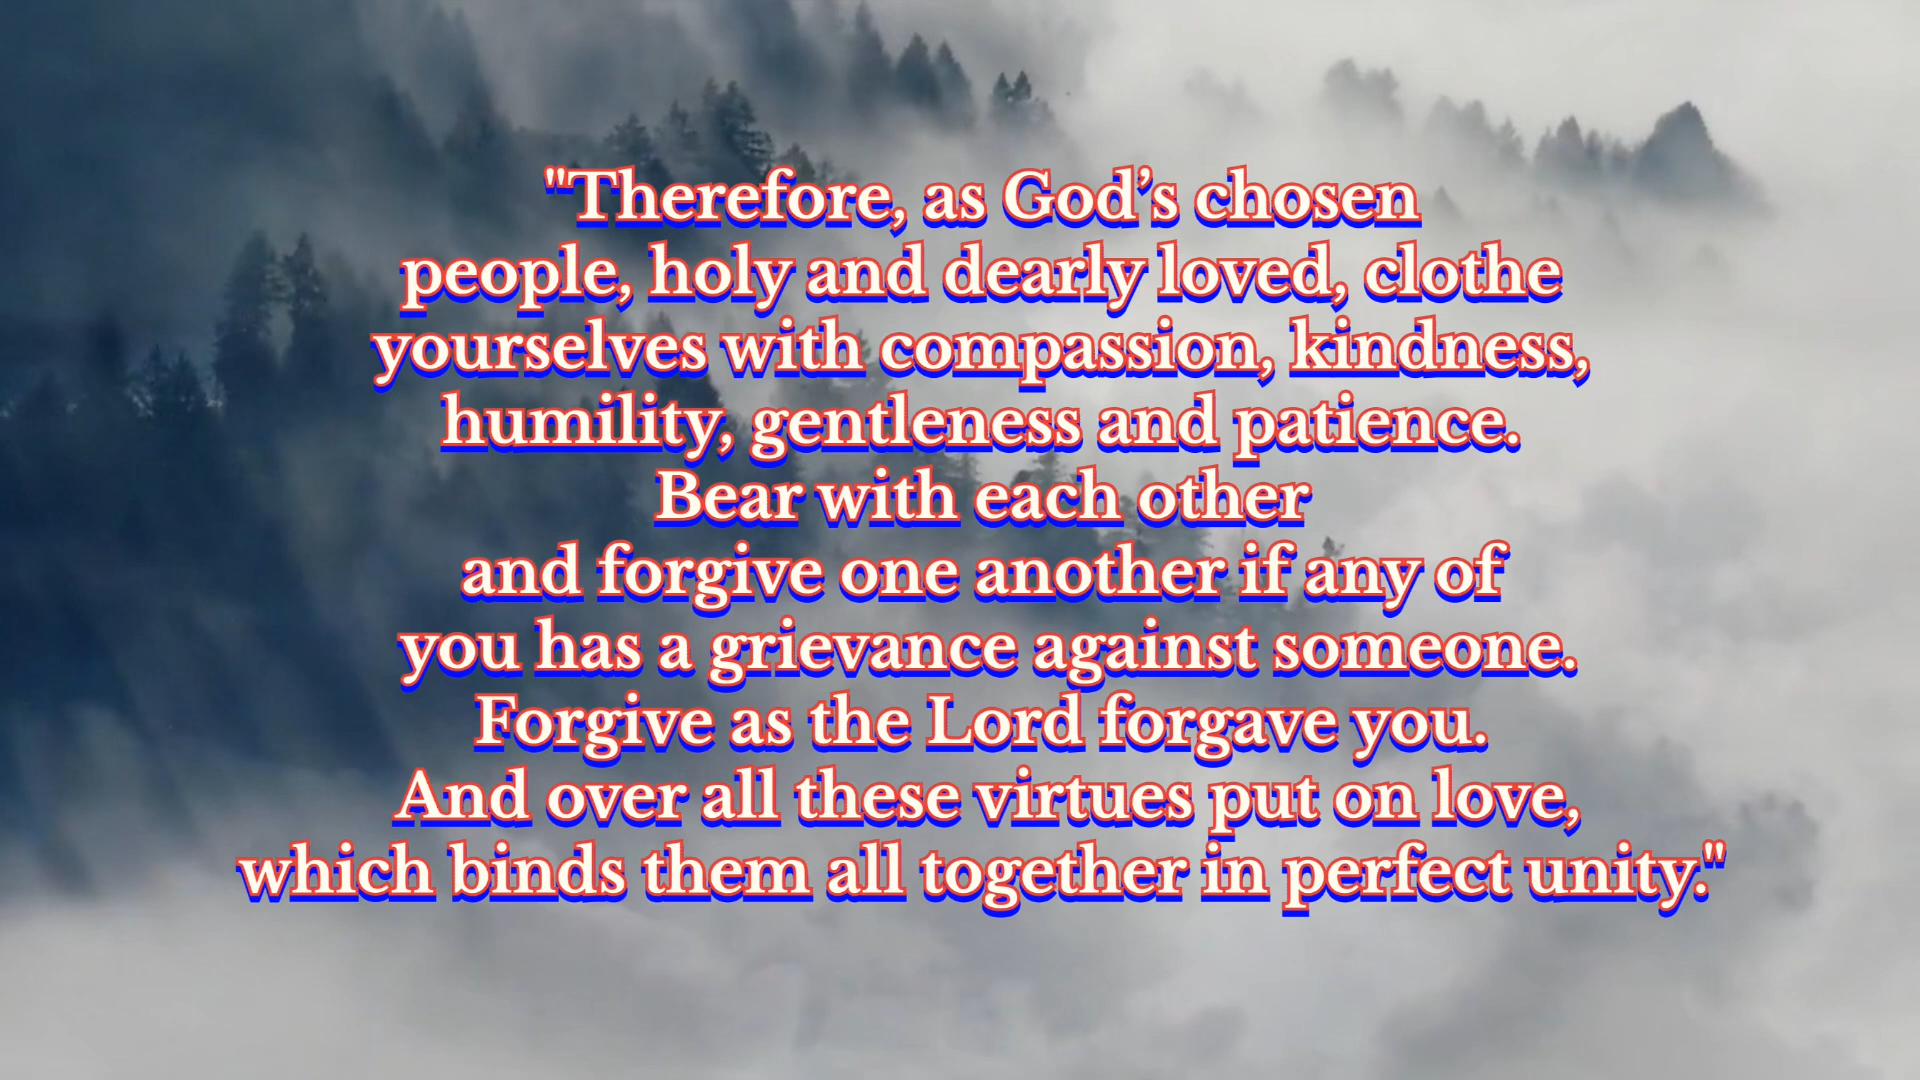 "Therefore, as God’s chosen
people, holy and dearly loved, clothe
yourselves with compassion, kindness,
humility, gentleness and patience.
Bear with each other
and forgive one another if any of
you has a grievance against someone.
Forgive as the Lord forgave you.
And over all these virtues put on love,
which binds them all together in perfect unity."